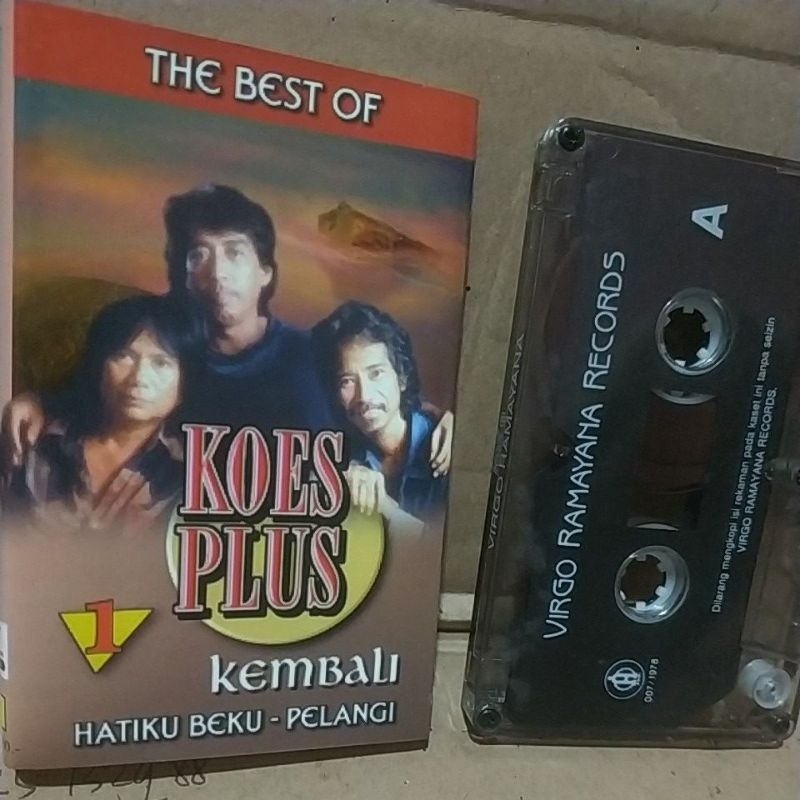 THE BEST OF
KOES
PLUS
1
kembali
HATIKU BEKU - PELANGI
A
VIRGO RAMAYANA
VIRGO RAMAYANA RECORDS
Dilarang mengkopi isi rekaman pada kaset ini tanpa seizin
VIRGO RAMAYANA RECORDS.
007/1978